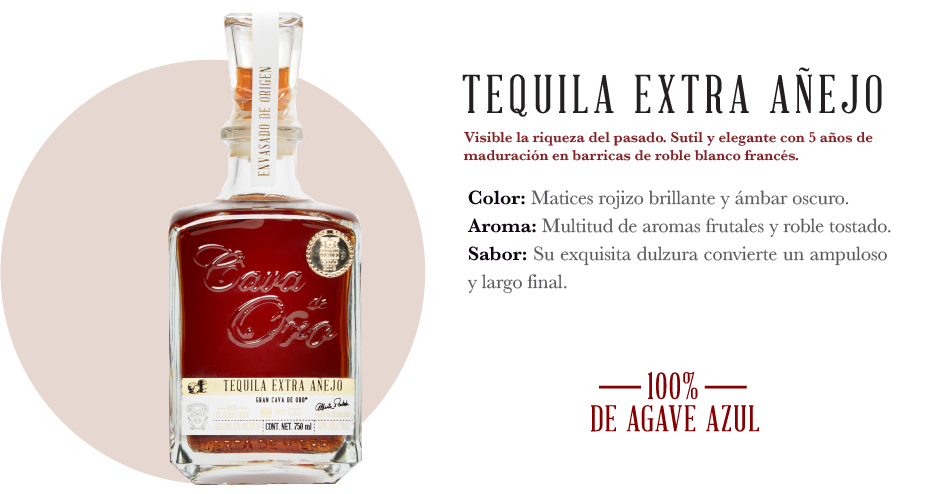 ENVASADO DE ORIGEN
Cava
de
Oro
TEQUILA EXTRA AÑEJO
GRAN CAVA DE ORO®
CONT. NET. 750 ml
TEQUILA EXTRA AÑEJO
Visible la riqueza del pasado. Sutil y elegante con 5 años de
maduración en barricas de roble blanco francés.
Color: Matices rojizo brillante y ámbar oscuro.
Aroma: Multitud de aromas frutales y roble tostado.
Sabor: Su exquisita dulzura convierte un ampuloso
y largo final.
100%
DE AGAVE AZUL